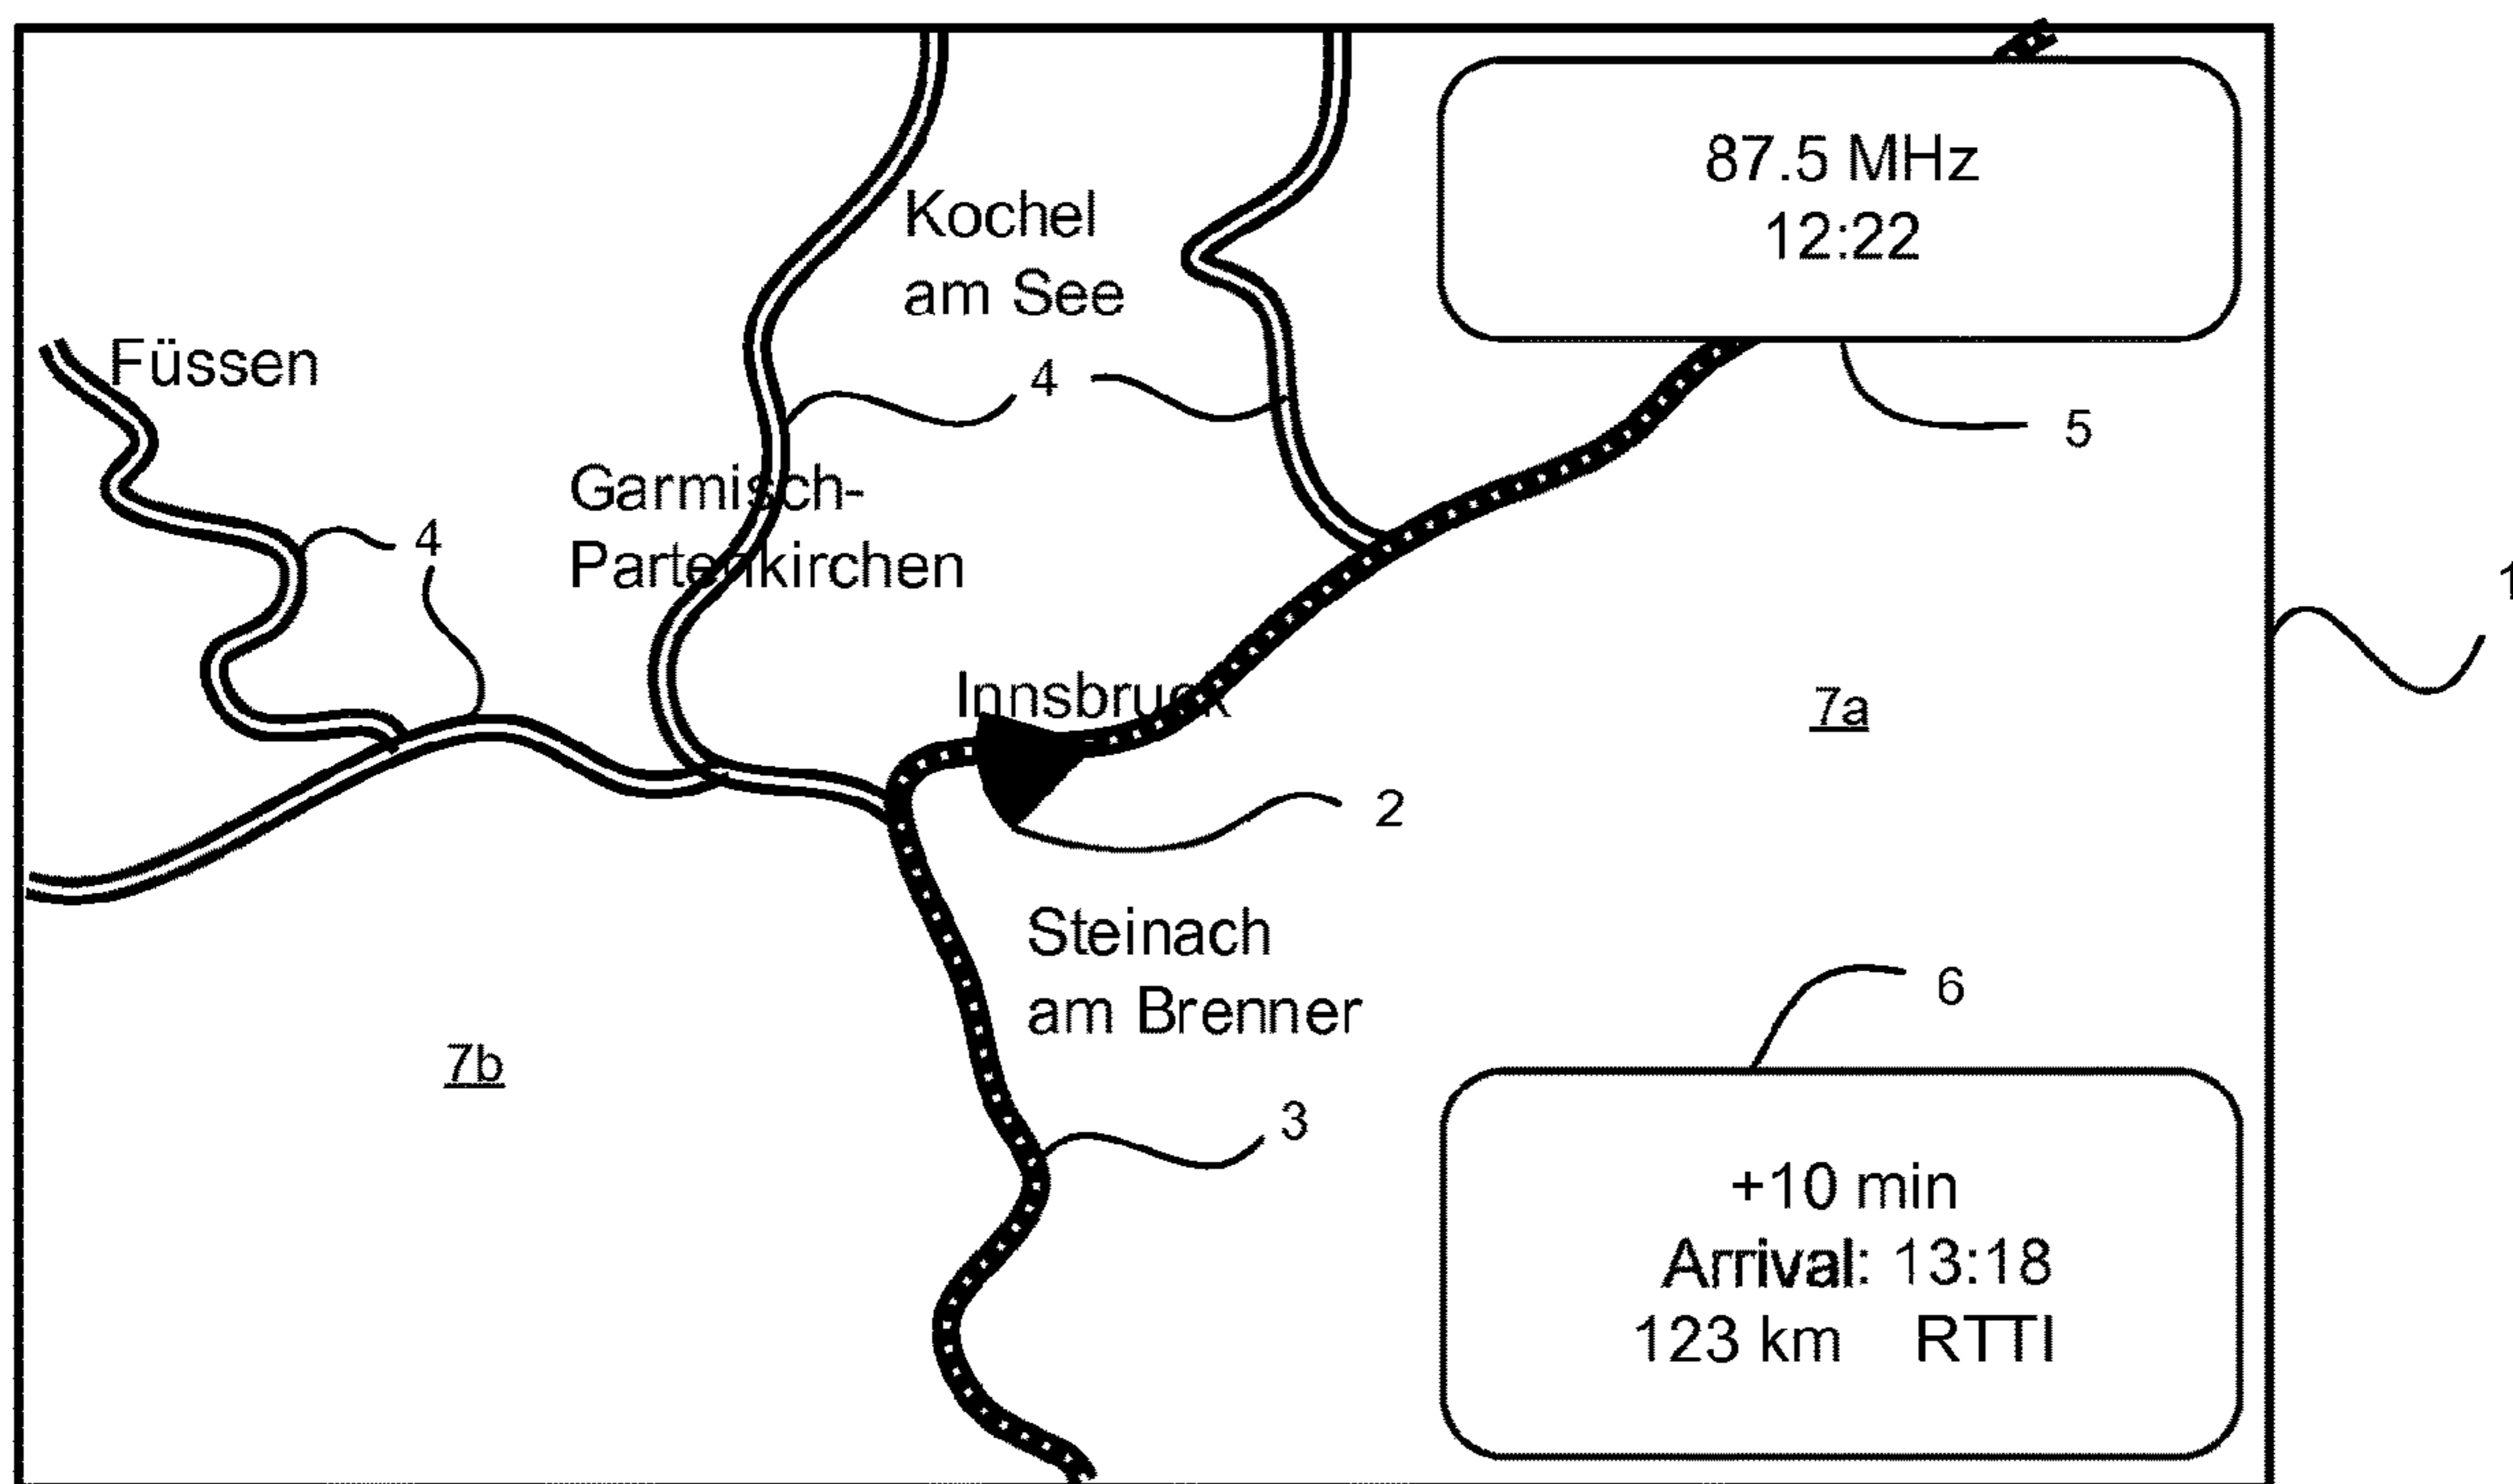 87.5 MHz
12:22
Kochel
am See
Füssen
4
5
Garmisch-
Partenkirchen
4
1
Innsbruck
7a
2
Steinach
am Brenner
6
7b
3
+10 min
Arrival: 13:18
123 km RTTI